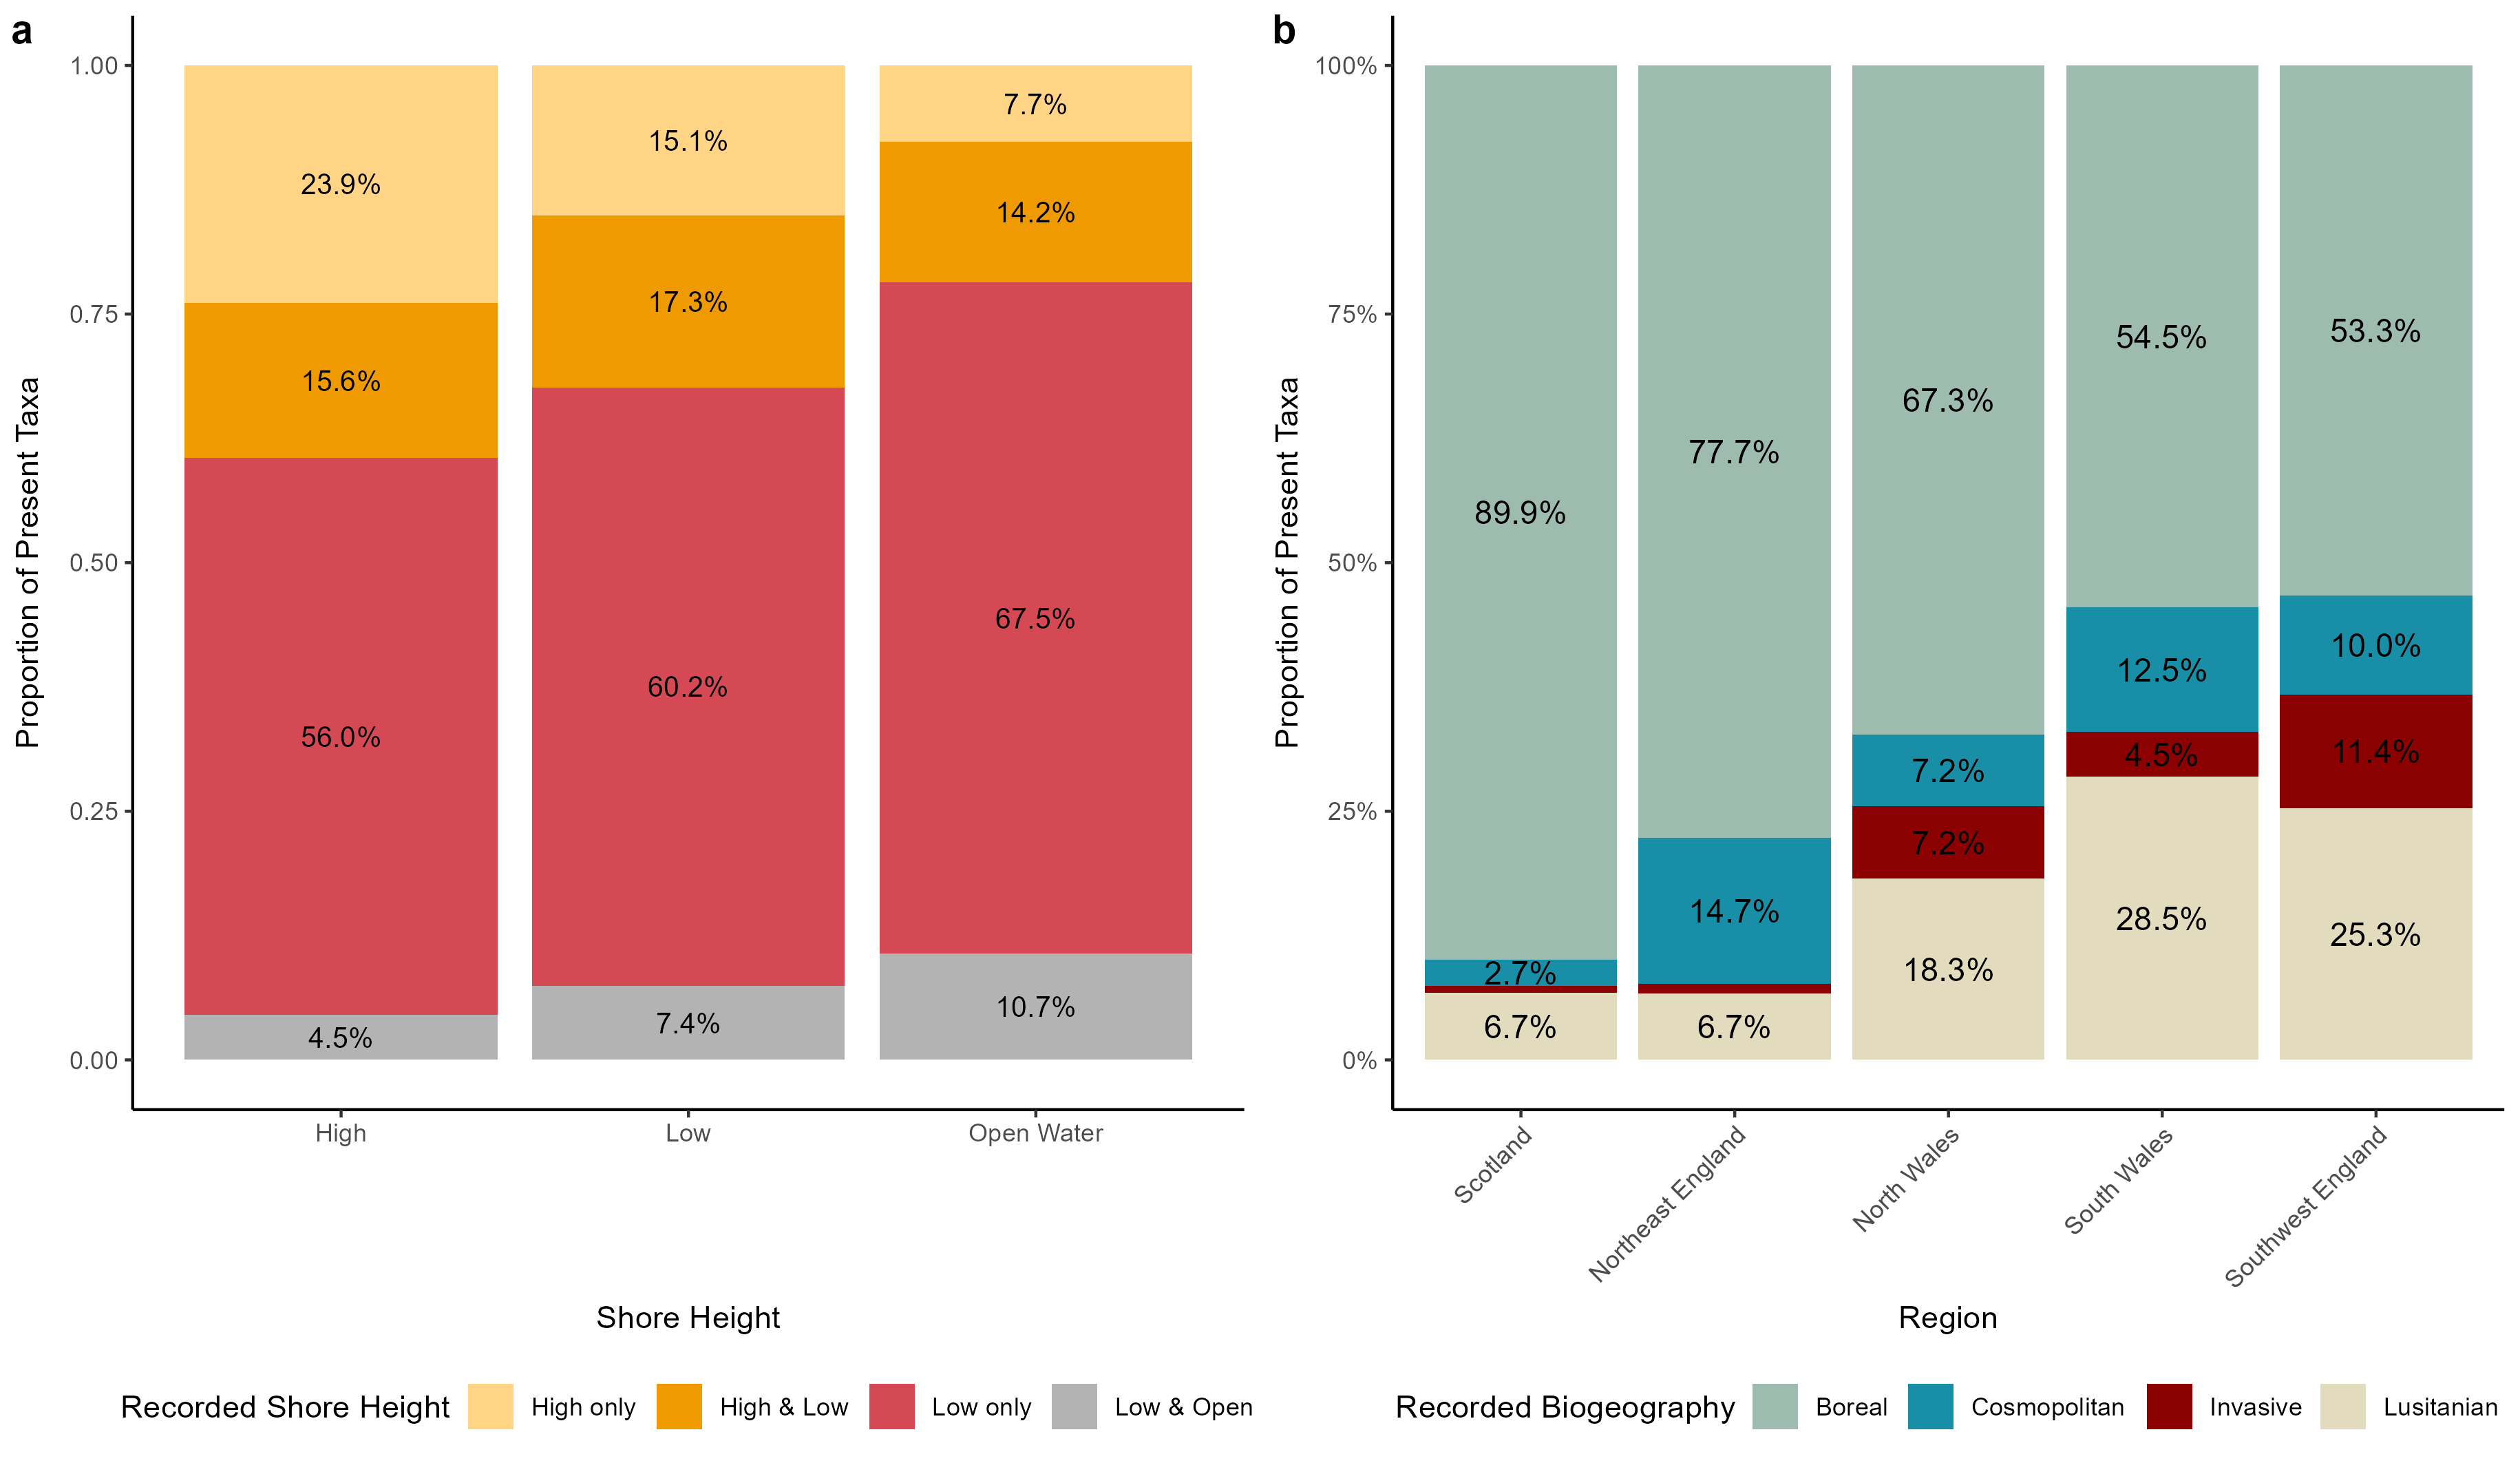 a
Proportion of Present Taxa
1.00
0.75
0.50
0.25
0.00
23.9%
15.6%
56.0%
4.5%
15.1%
17.3%
60.2%
7.4%
7.7%
14.2%
67.5%
10.7%
High
Low
Open Water
Shore Height
Recorded Shore Height
High only
High & Low
Low only
Low & Open
b
Proportion of Present Taxa
100%
75%
50%
25%
0%
89.9%
2.7%
6.7%
77.7%
14.7%
6.7%
67.3%
7.2%
7.2%
18.3%
54.5%
12.5%
4.5%
28.5%
53.3%
10.0%
11.4%
25.3%
Scotland
Northeast England
North Wales
South Wales
Southwest England
Region
Recorded Biogeography
Boreal
Cosmopolitan
Invasive
Lusitanian